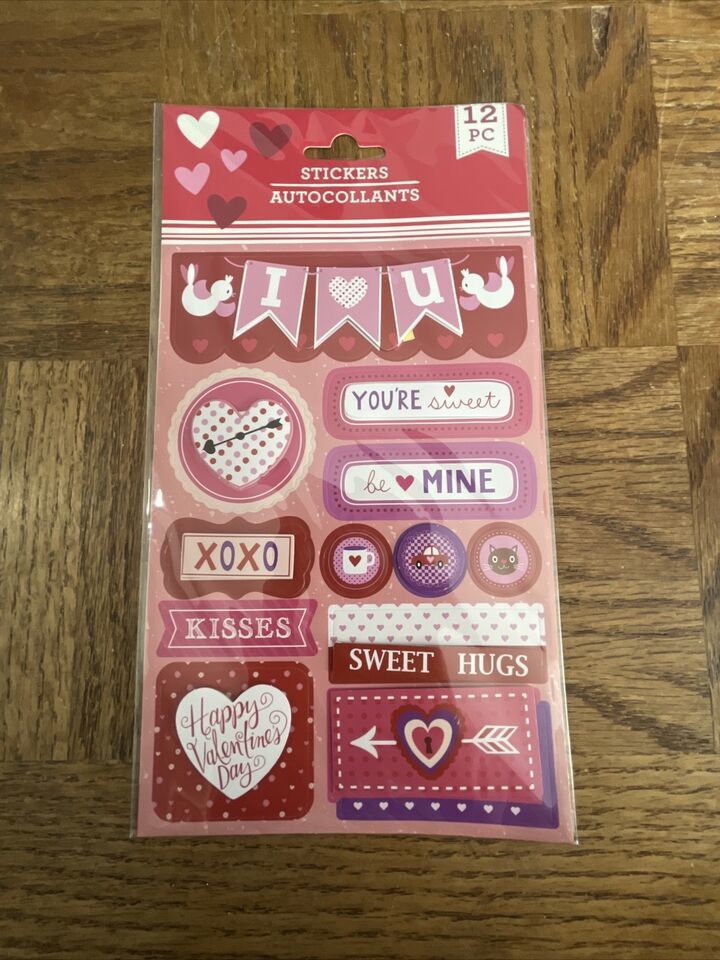 12
PC
STICKERS
AUTOCOLLANTS
I U
YOU'RE sweet
be MINE
XOXO
KISSES
SWEET HUGS
Happy
Valentine's
Day